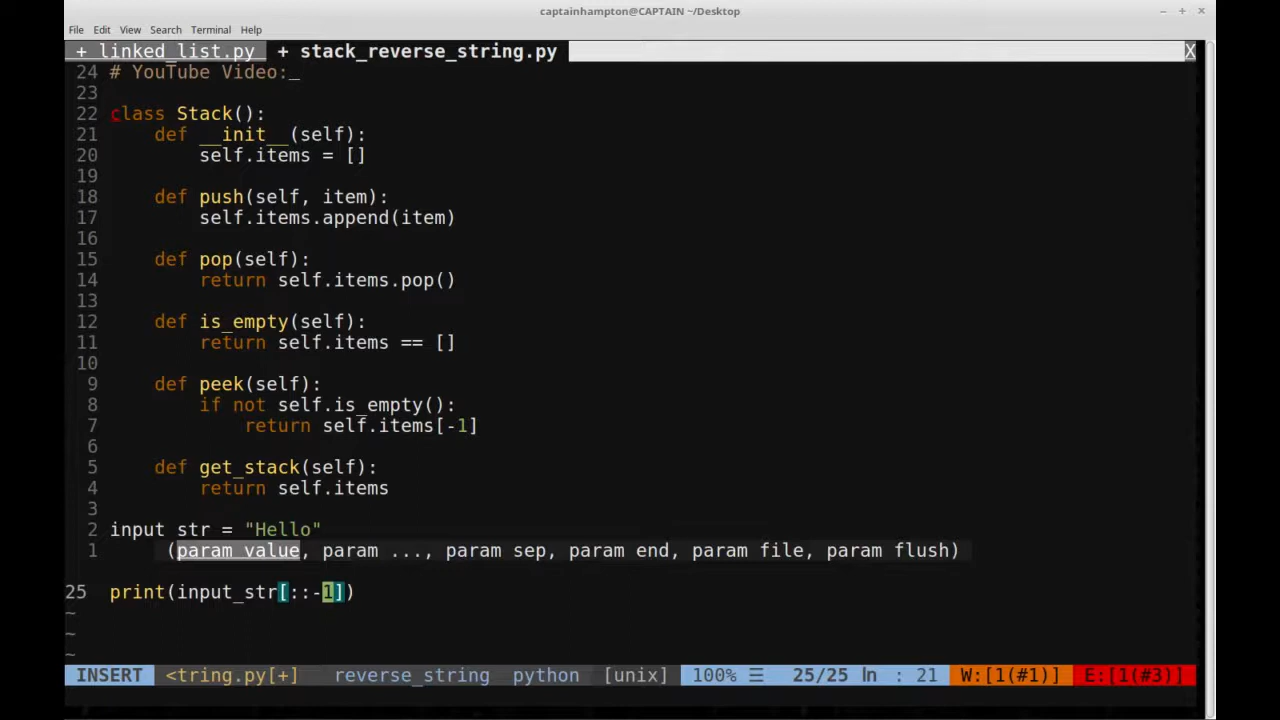 captainhampton@CAPTAIN ~/Desktop
File Edit View Search Terminal Help
+ linked_list.py + stack_reverse_string.py X
24 # YouTube Video:_
23
22 class Stack():
21 def __init__(self):
20 self.items = []
19
18 def push(self, item):
17 self.items.append(item)
16
15 def pop(self):
14 return self.items.pop()
13
12 def is_empty(self):
11 return self.items == []
10
9 def peek(self):
8 if not self.is_empty():
7 return self.items[-1]
6
5 def get_stack(self):
4 return self.items
3
2 input str = "Hello"
1 (param value, param ..., param sep, param end, param file, param flush)
25 print(input_str[::-1])
~
~
~
INSERT <tring.py[+] reverse_string python [unix] 100% ☰ 25/25 ln : 21 W:[1(#1)] E:[1(#3)]